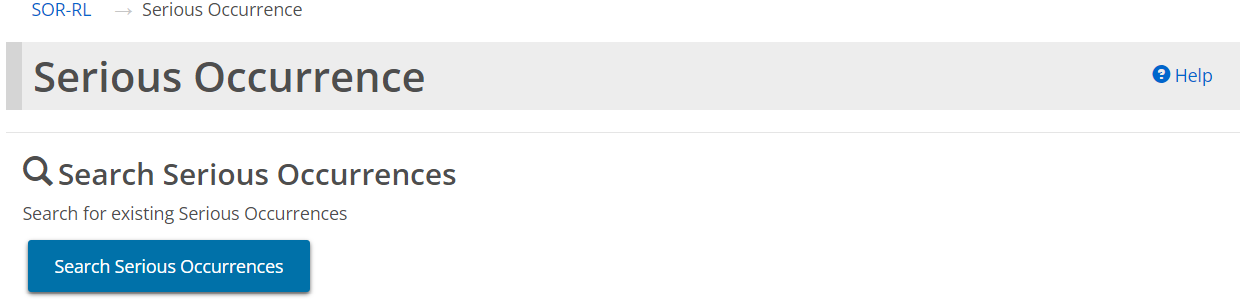 SOR-RL → Serious Occurrence
Serious Occurrence
Help
Search Serious Occurrences
Search for existing Serious Occurrences
Search Serious Occurrences